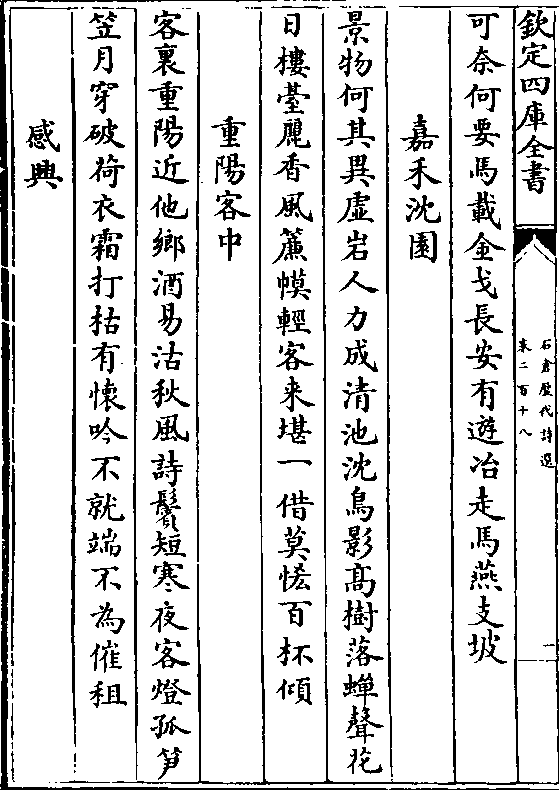 欽定四庫全書
石倉歷代詩選
卷二百十八
一
可奈何要馬載金戈長安有遊冶走馬燕支坡
嘉禾沈園
景物何其異虛岩人力成清池沈鳥影髙樹落蟬聲花
日樓臺麗香風簾幙輕客来堪一借莫恡百杯傾
重陽客中
客裏重陽近他鄉酒易沽秋風詩鬢短寒夜客燈孤笋
笠月穿破荷衣霜打枯有懷吟不就端不為催租
感興